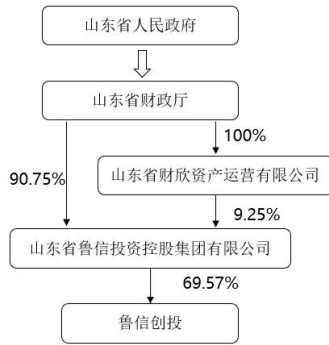 山东省人民政府
山东省财政厅
100%
90.75%
山东省财欣资产运营有限公司
9.25%
山东省鲁信投资控股集团有限公司
69.57%
鲁信创投